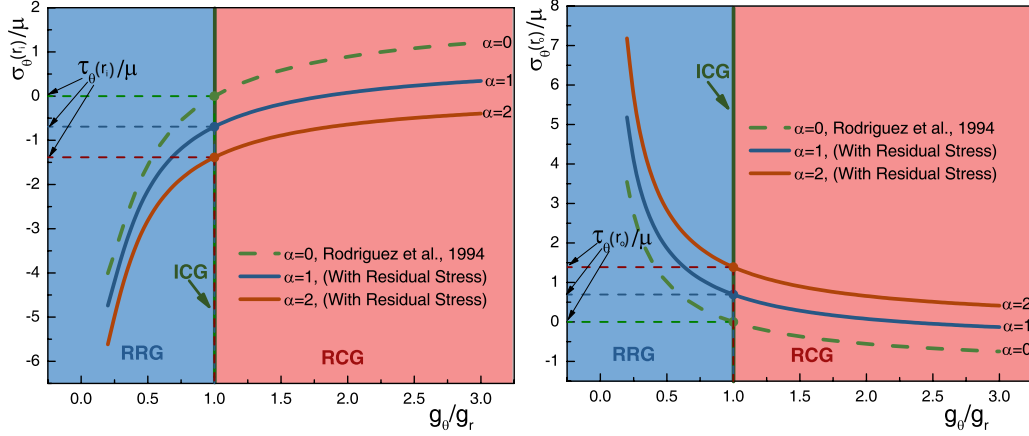 σθ(ri)/μ
2
1
0
-1
-2
-3
-4
-5
-6
τθ(ri)/μ
α=0
α=1
α=2
ICG
α=0, Rodriguez et al., 1994
α=1, (With Residual Stress)
α=2, (With Residual Stress)
ICG
RRG
RCG
0.0
0.5
1.0
1.5
2.0
2.5
3.0
gθ/gr
σθ(ro)/μ
8
7
6
5
4
3
2
1
0
-1
ICG
α=0, Rodriguez et al., 1994
α=1, (With Residual Stress)
α=2, (With Residual Stress)
τθ(ro)/μ
α=2
α=1
α=0
RRG
RCG
0.0
0.5
1.0
1.5
2.0
2.5
3.0
gθ/gr